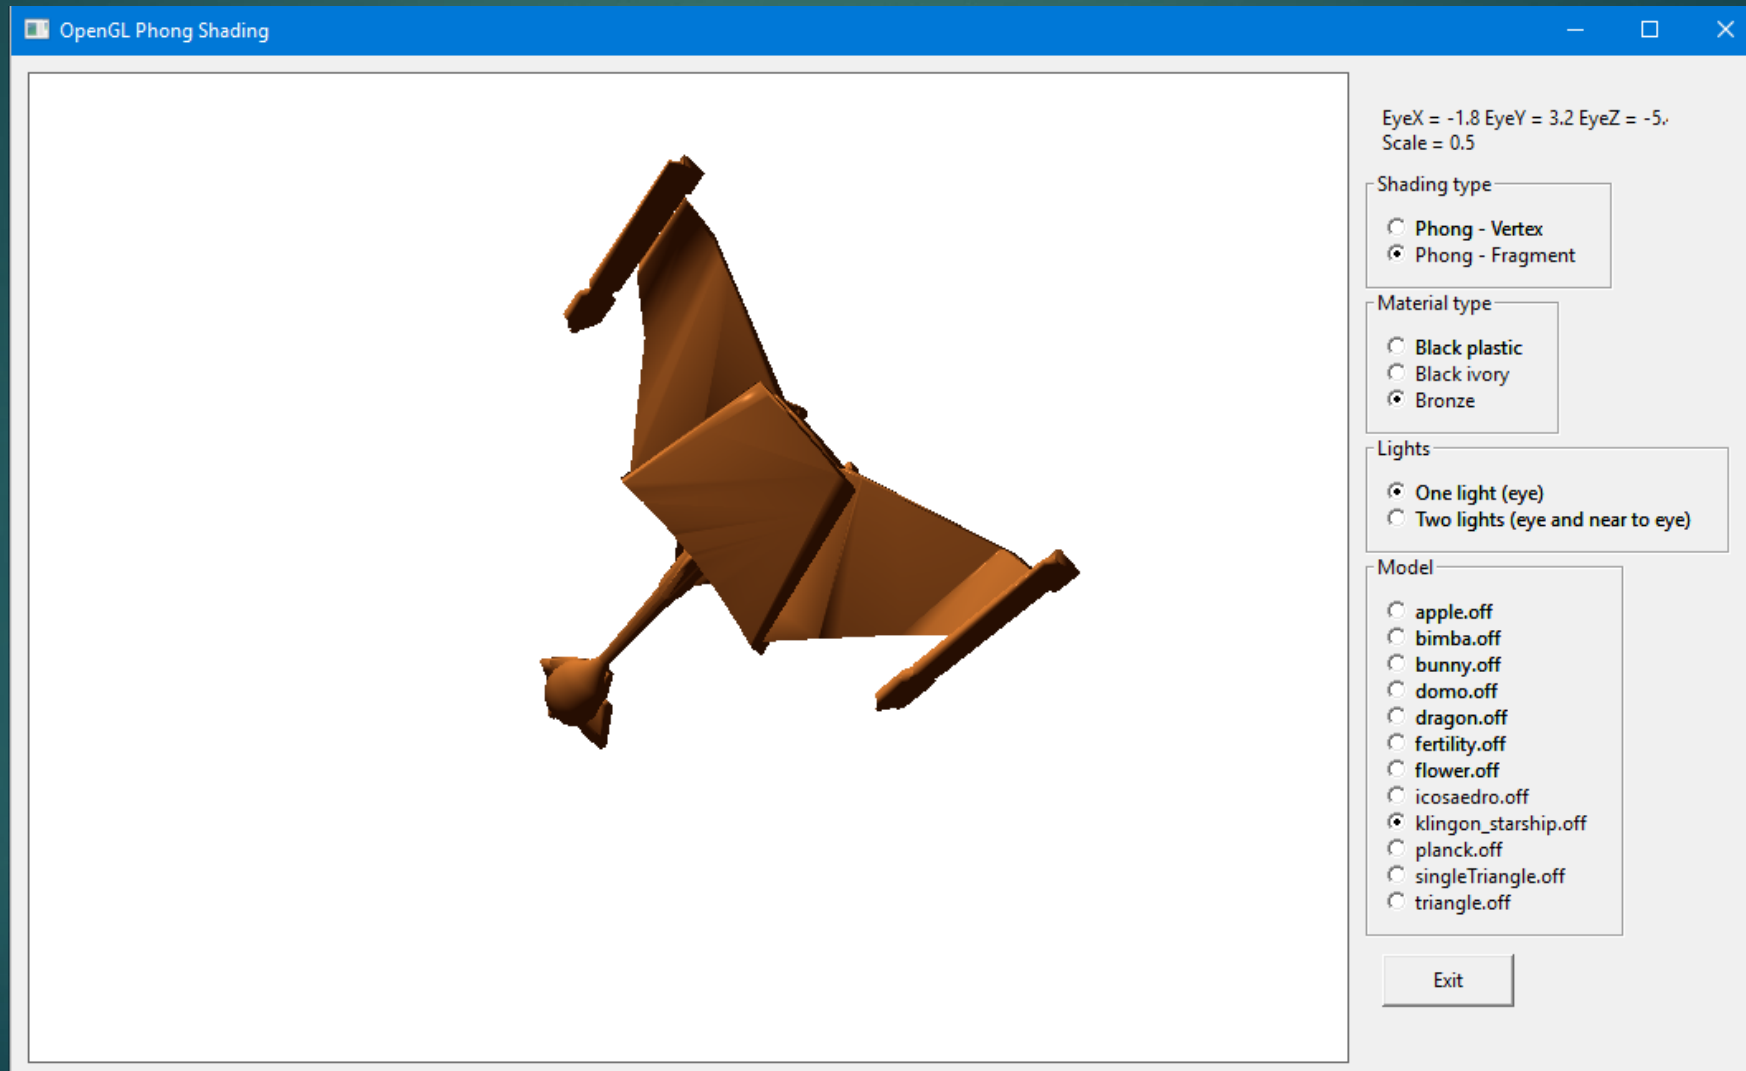 OpenGL Phong Shading
EyeX = -1.8 EyeY = 3.2 EyeZ = -5.
Scale = 0.5
Shading type
Phong - Vertex
Phong - Fragment
Material type
Black plastic
Black ivory
Bronze
Lights
One light (eye)
Two lights (eye and near to eye)
Model
apple.off
bimba.off
bunny.off
domo.off
dragon.off
fertility.off
flower.off
icosaedro.off
klingon_starship.off
planck.off
singleTriangle.off
triangle.off
Exit